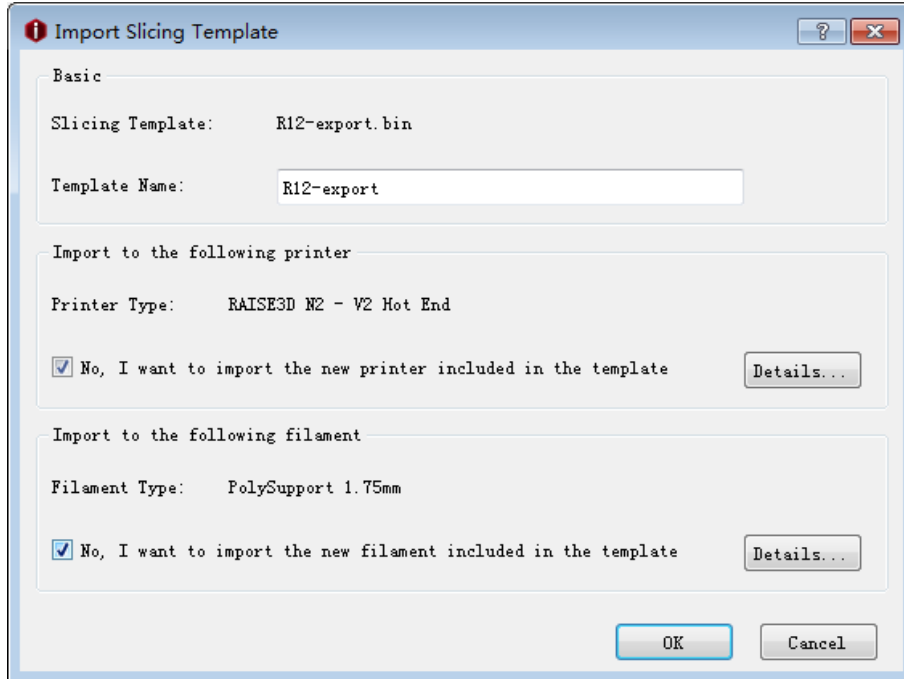 Import Slicing Template
Basic
Slicing Template: R12-export.bin
Template Name: R12-export
Import to the following printer
Printer Type: RAISE3D N2 - V2 Hot End
No, I want to import the new printer included in the template Details...
Import to the following filament
Filament Type: PolySupport 1.75mm
No, I want to import the new filament included in the template Details...
OK Cancel